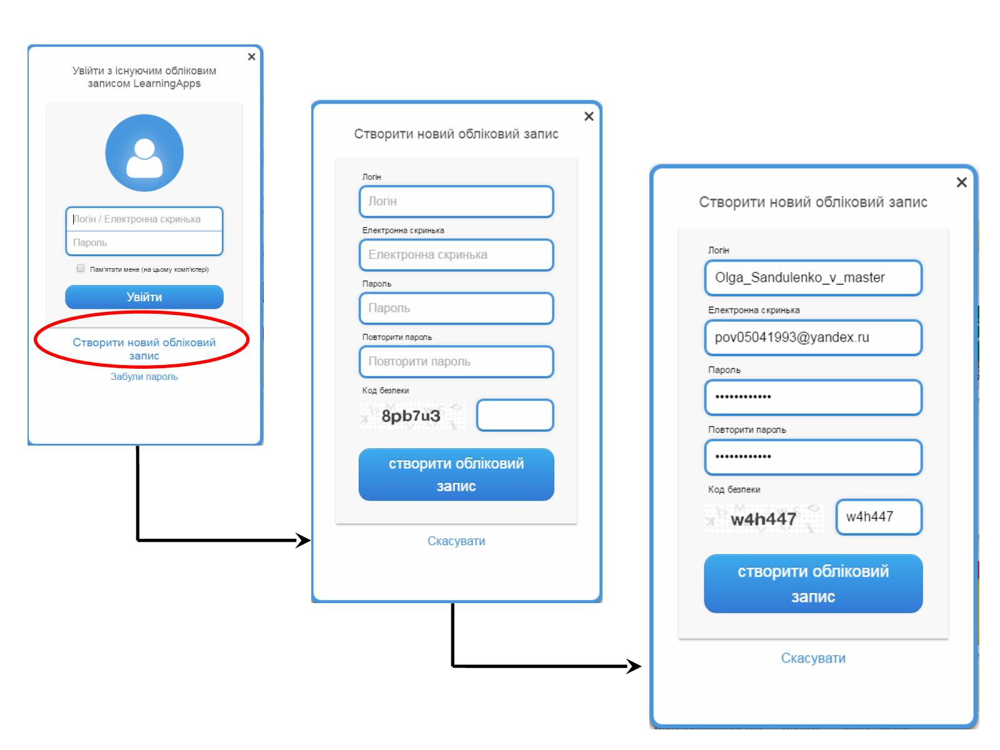 Увійти з існуючим обліковим
записом LearningApps
Логін / Електронна скринька
Пароль
Пам'ятати мене (на цьому комп'ютері)
Увійти
Створити новий обліковий
запис
Забули пароль
Створити новий обліковий запис
Логін
Логін
Електронна скринька
Електронна скринька
Пароль
Пароль
Повторити пароль
Повторити пароль
Код безпеки
8pb7u3
створити обліковий
запис
Скасувати
Створити новий обліковий запис
Логін
Olga_Sandulenko_v_master
Електронна скринька
pov05041993@yandex.ru
Пароль
••••••••••••
Повторити пароль
••••••••••••
Код безпеки
w4h447 w4h447
створити обліковий
запис
Скасувати